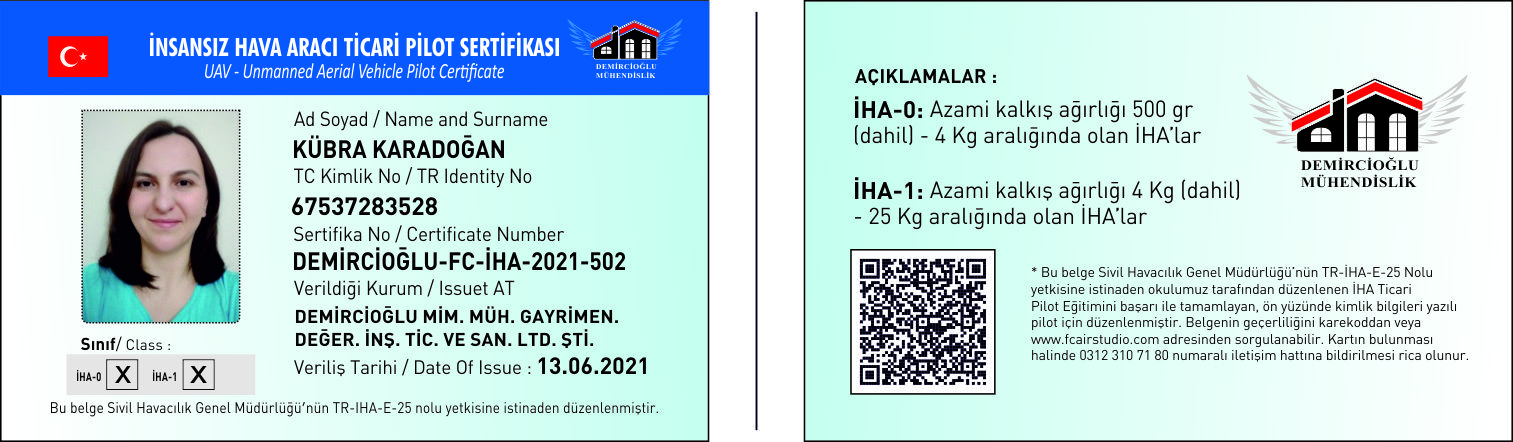 İNSANSIZ HAVA ARACI TİCARİ PİLOT SERTİFİKASI
UAV - Unmanned Aerial Vehicle Pilot Certificate
DEMİRCİOĞLU
MÜHENDİSLİK
Ad Soyad / Name and Surname
KÜBRA KARADOĞAN
TC Kimlik No / TR Identity No
67537283528
Sertifika No / Certificate Number
DEMİRCİOĞLU-FC-İHA-2021-502
Verildiği Kurum / Issuet AT
DEMİRCİOĞLU MİM. MÜH. GAYRİMEN.
DEĞER. İNŞ. TİC. VE SAN. LTD. ŞTİ.
Veriliş Tarihi / Date Of Issue : 13.06.2021
Sınıf/ Class :
İHA-0 X İHA-1 X
Bu belge Sivil Havacılık Genel Müdürlüğü'nün TR-IHA-E-25 nolu yetkisine istinaden düzenlenmiştir.
AÇIKLAMALAR :
İHA-0: Azami kalkış ağırlığı 500 gr
(dahil) - 4 Kg aralığında olan İHA'lar
İHA-1: Azami kalkış ağırlığı 4 Kg (dahil)
- 25 Kg aralığında olan İHA'lar
DEMİRCİOĞLU
MÜHENDİSLİK
* Bu belge Sivil Havacılık Genel Müdürlüğü'nün TR-İHA-E-25 Nolu
yetkisine istinaden okulumuz tarafından düzenlenen İHA Ticari
Pilot Eğitimini başarı ile tamamlayan, ön yüzünde kimlik bilgileri yazılı
pilot için düzenlenmiştir. Belgenin geçerliliğini karekoddan veya
www.fcairstudio.com adresinden sorgulanabilir. Kartın bulunması
halinde 0312 310 71 80 numaralı iletişim hattına bildirilmesi rica olunur.